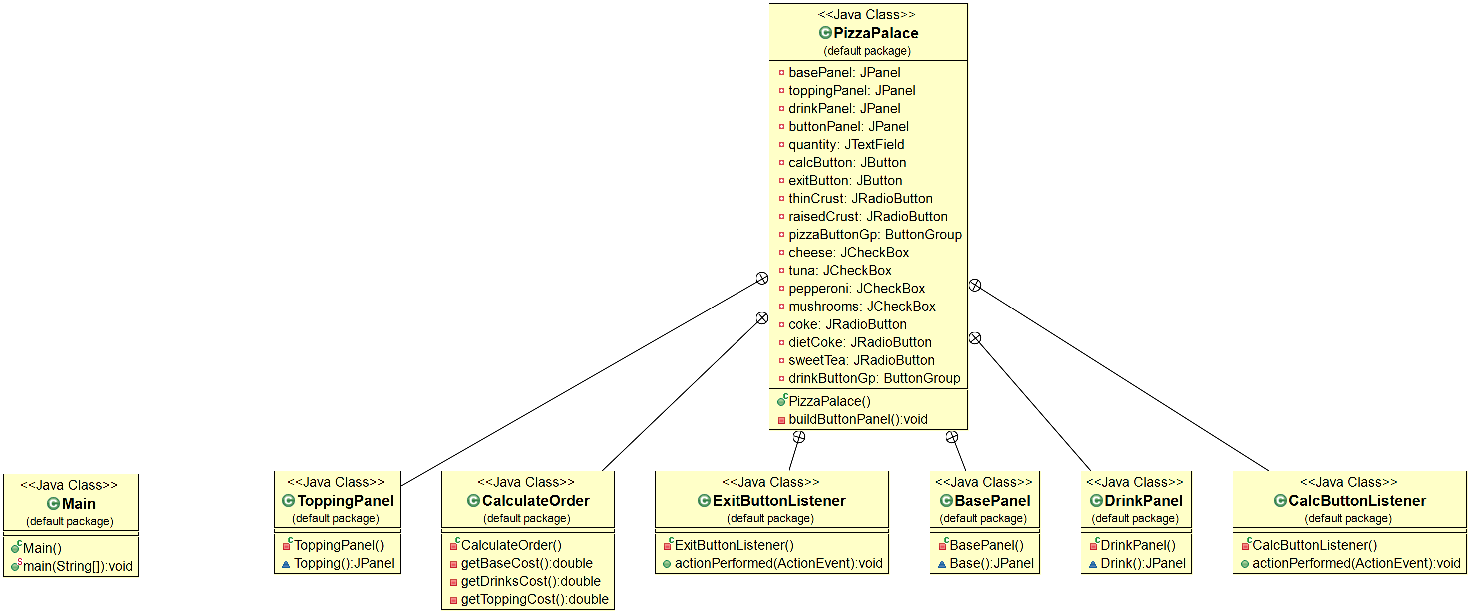 <<Java Class>>
PizzaPalace
(default package)
basePanel: JPanel
toppingPanel: JPanel
drinkPanel: JPanel
buttonPanel: JPanel
quantity: JTextField
calcButton: JButton
exitButton: JButton
thinCrust: JRadioButton
raisedCrust: JRadioButton
pizzaButtonGp: ButtonGroup
cheese: JCheckBox
tuna: JCheckBox
pepperoni: JCheckBox
mushrooms: JCheckBox
coke: JRadioButton
dietCoke: JRadioButton
sweetTea: JRadioButton
drinkButtonGp: ButtonGroup
PizzaPalace()
buildButtonPanel():void
<<Java Class>>
Main
(default package)
Main()
main(String[]):void
<<Java Class>>
ToppingPanel
(default package)
ToppingPanel()
Topping():JPanel
<<Java Class>>
CalculateOrder
(default package)
CalculateOrder()
getBaseCost():double
getDrinksCost():double
getToppingCost():double
<<Java Class>>
ExitButtonListener
(default package)
ExitButtonListener()
actionPerformed(ActionEvent):void
<<Java Class>>
BasePanel
(default package)
BasePanel()
Base():JPanel
<<Java Class>>
DrinkPanel
(default package)
DrinkPanel()
Drink():JPanel
<<Java Class>>
CalcButtonListener
(default package)
CalcButtonListener()
actionPerformed(ActionEvent):void